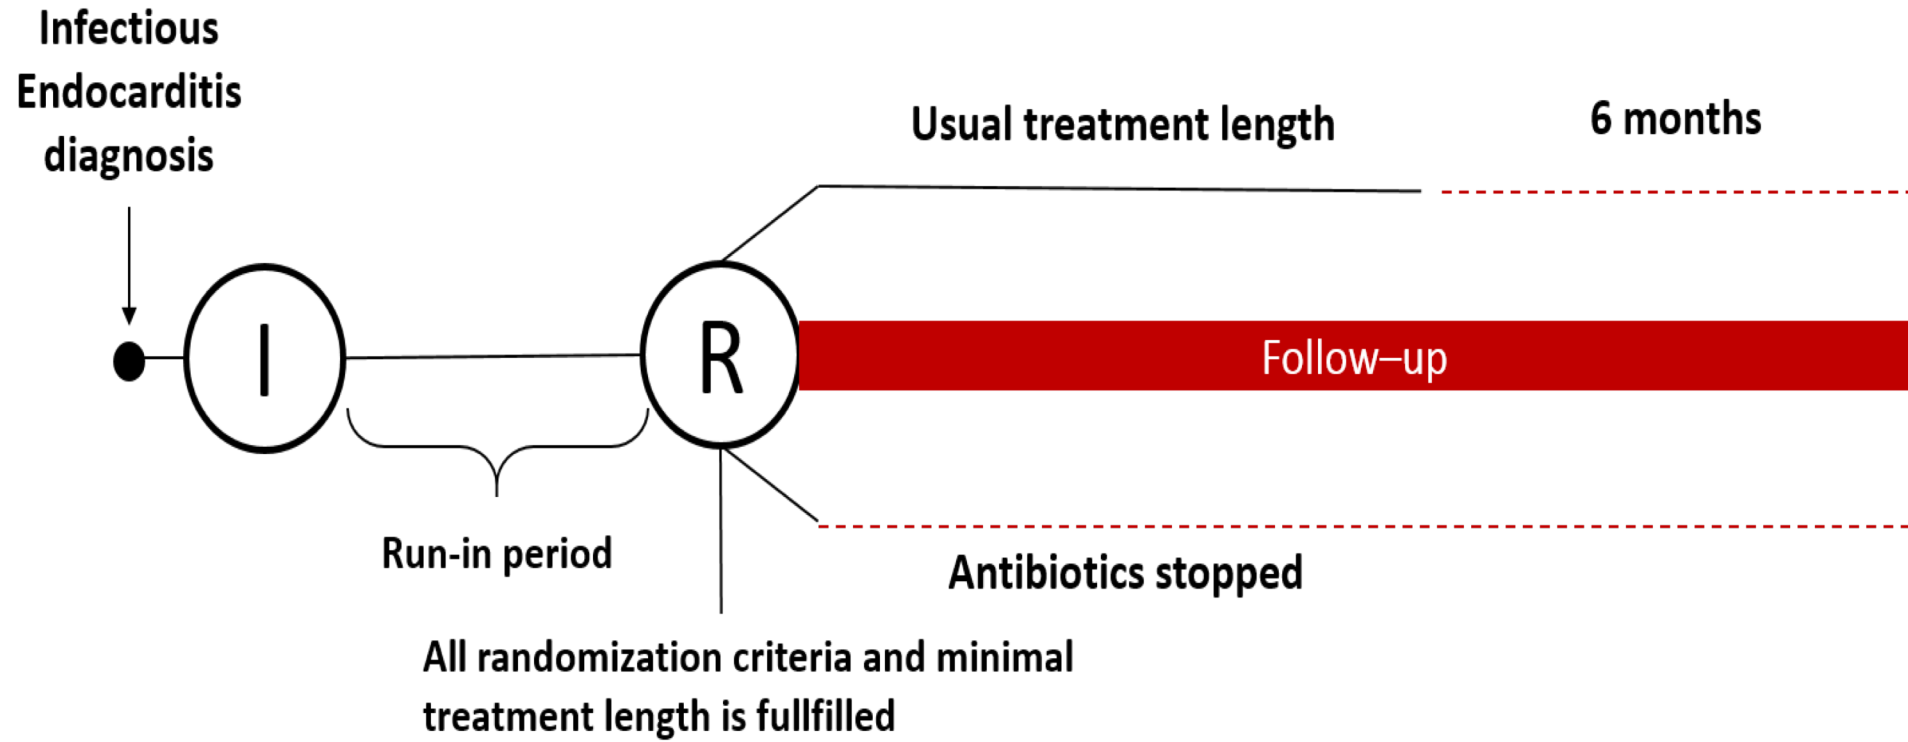 Infectious
Endocarditis
diagnosis
Usual treatment length
6 months
I
R
Follow–up
Run-in period
Antibiotics stopped
All randomization criteria and minimal
treatment length is fullfilled